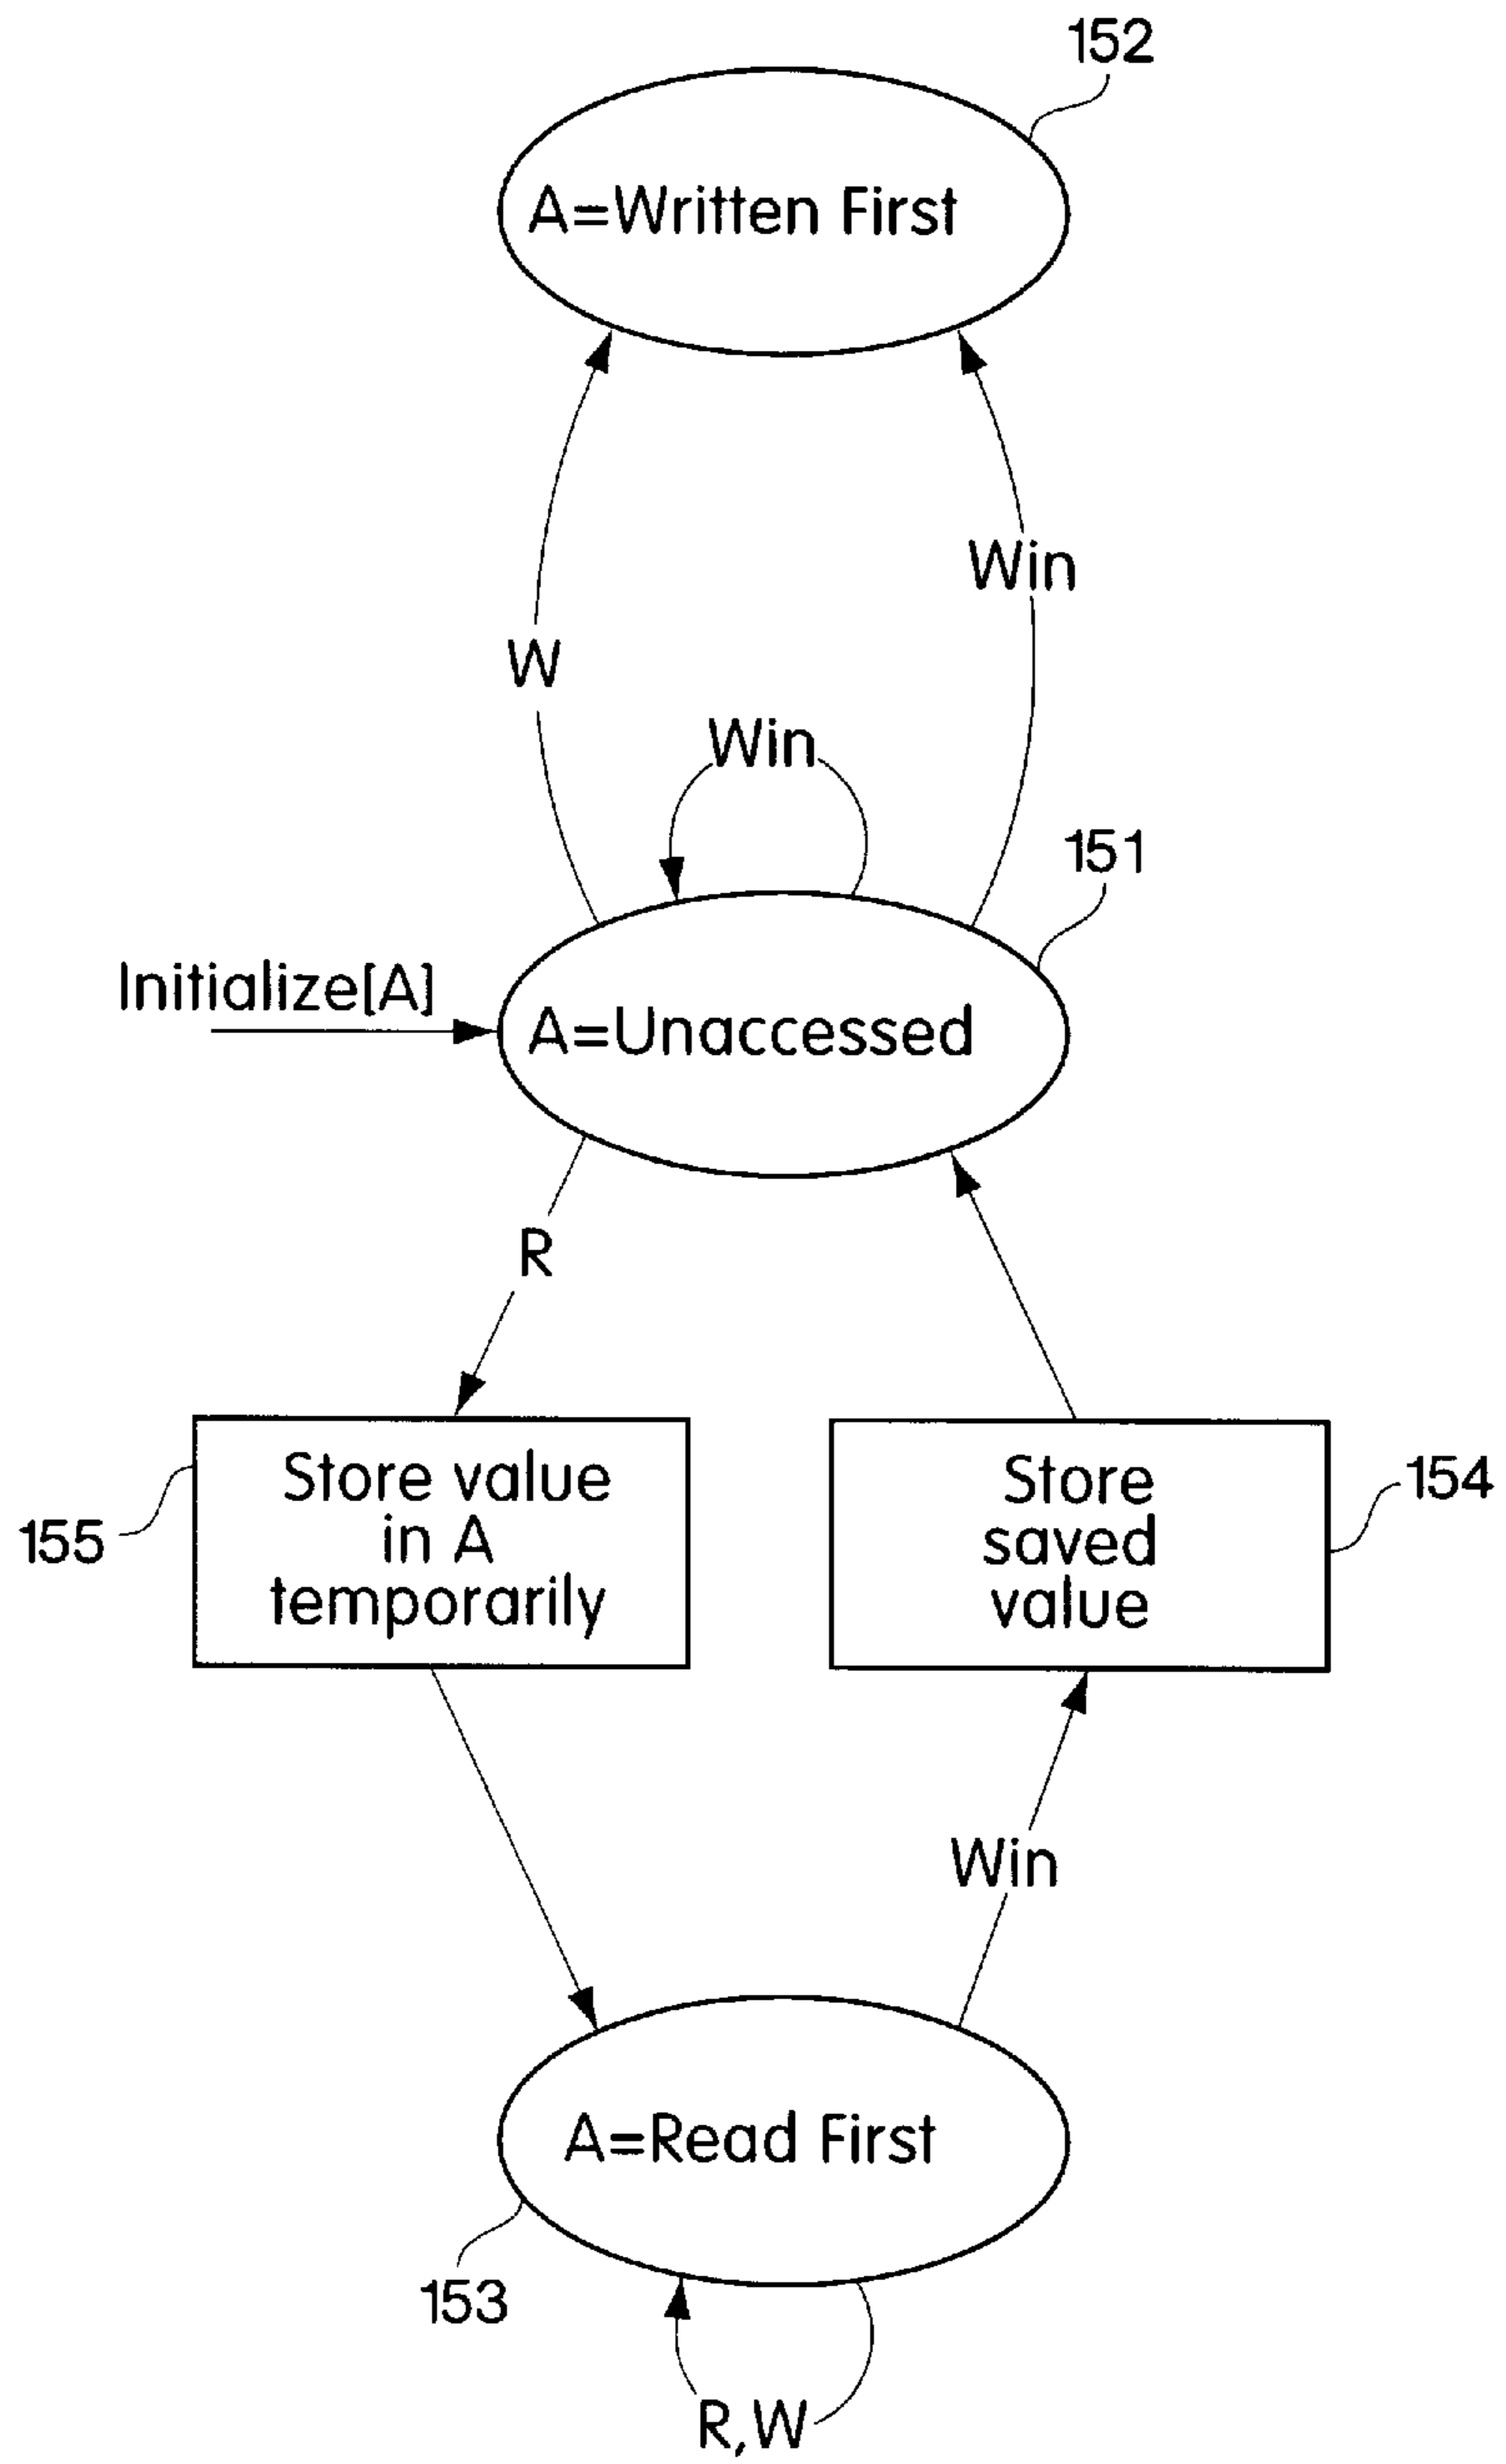 152
A=Written First
Win
W
Win
151
Initialize[A]
A=Unaccessed
R
Store value
in A
temporarily
155
Store
saved
value
154
Win
A=Read First
153
R,W